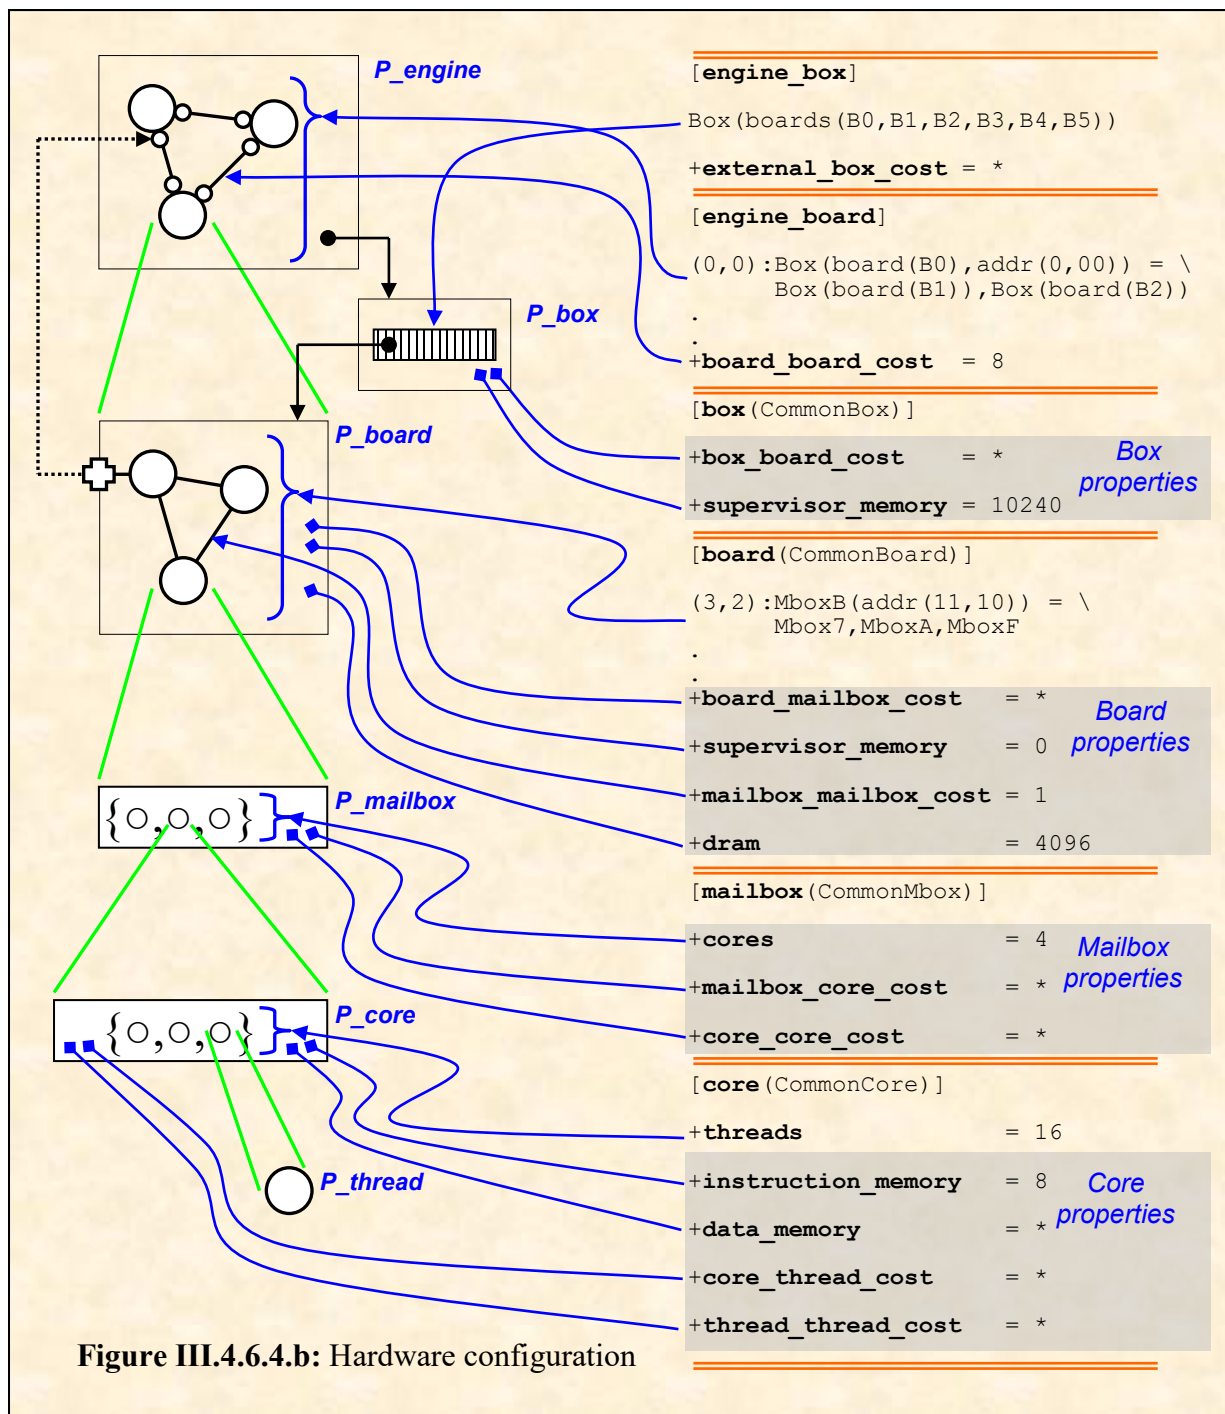 P_engine
[engine_box]
Box(boards(B0,B1,B2,B3,B4,B5))
+external_box_cost = *
[engine_board]
(0,0):Box(board(B0),addr(0,00)) = \
Box(board(B1)),Box(board(B2))
.
.
+board_board_cost = 8
P_box
[box(CommonBox)]
P_board
+box_board_cost = *
+supervisor_memory = 10240
Box
properties
[board(CommonBoard)]
(3,2):MboxB(addr(11,10)) = \
Mbox7,MboxA,MboxF
.
.
+board_mailbox_cost = *
+supervisor_memory = 0
+mailbox_mailbox_cost = 1
+dram = 4096
Board
properties
P_mailbox
{○,○,○}
[mailbox(CommonMbox)]
+cores = 4
+mailbox_core_cost = *
+core_core_cost = *
Mailbox
properties
P_core
{○,○,○}
[core(CommonCore)]
+threads = 16
P_thread
+instruction_memory = 8
+data_memory = *
+core_thread_cost = *
+thread_thread_cost = *
Core
properties
Figure III.4.6.4.b: Hardware configuration